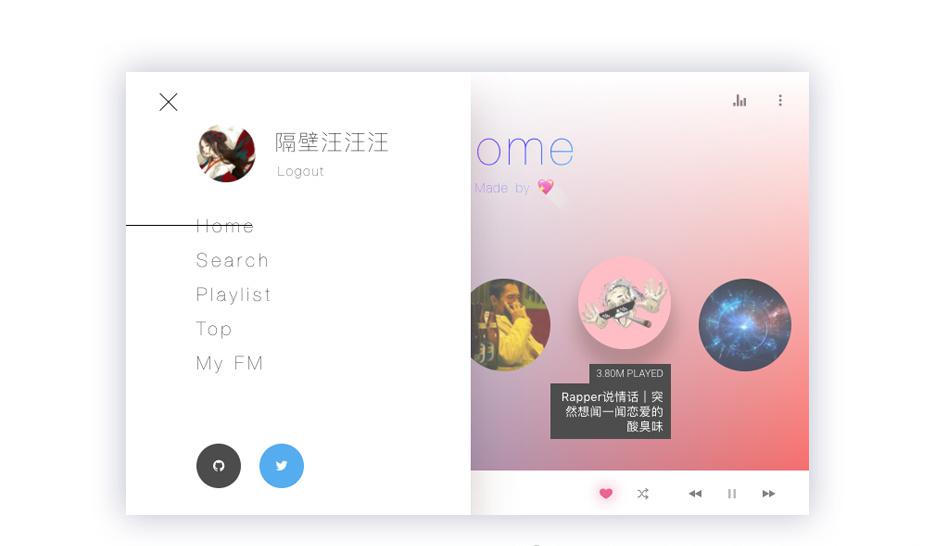 隔壁汪汪汪
Logout
Home
Search
Playlist
Top
My FM
ome
Made by
3.80M PLAYED
Rapper说情话｜突
然想闻一闻恋爱的
酸臭味